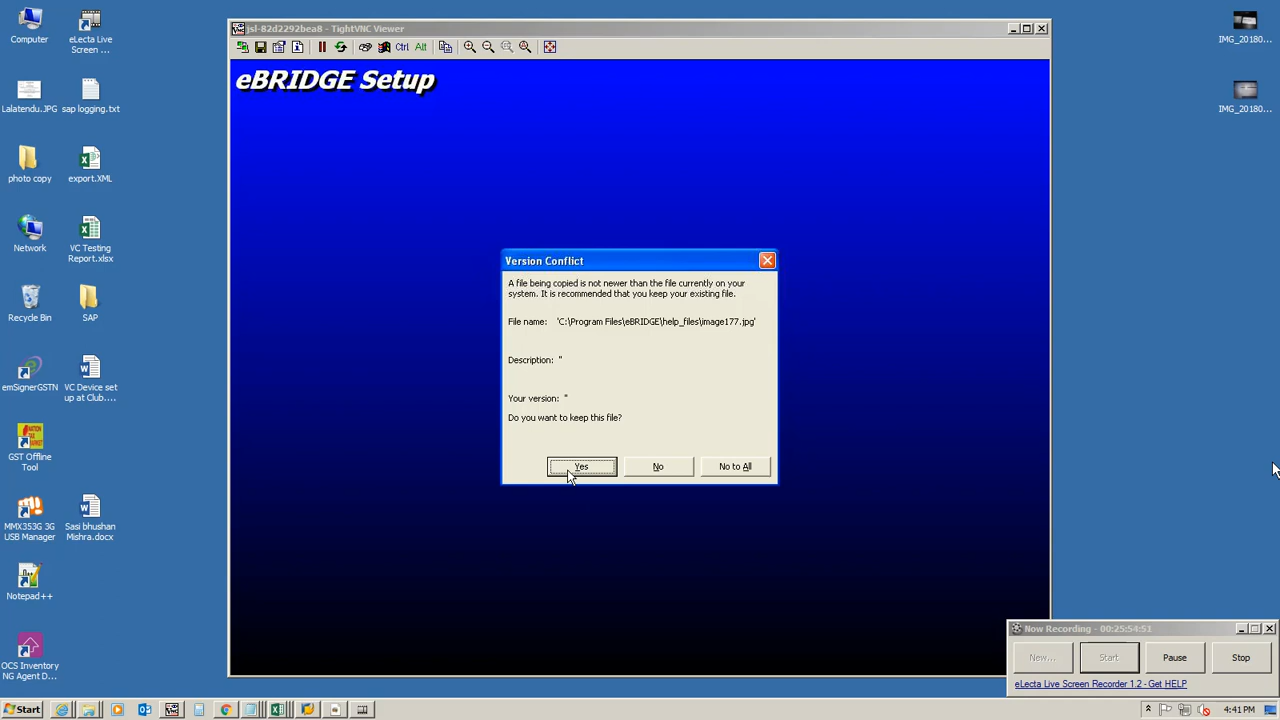 Computer
eLecta Live
Screen ...
Lalatendu.JPG
sap logging.txt
photo copy
export.XML
Network
VC Testing
Report.xlsx
Recycle Bin
SAP
emSignerGSTN
VC Device set
up at Club....
GST Offline
Tool
MMX353G 3G
USB Manager
Sasi bhushan
Mishra.docx
Notepad++
OCS Inventory
NG Agent D...
IMG_20180...
IMG_20180...
jsl-82d2292bea8 - TightVNC Viewer
Ctrl Alt
eBRIDGE Setup
Version Conflict
A file being copied is not newer than the file currently on your
system. It is recommended that you keep your existing file.
File name: 'C:\Program Files\eBRIDGE\help_files\image177.jpg'
Description: ''
Your version: ''
Do you want to keep this file?
Yes No No to All
Now Recording - 00:25:54:51
New... Start Pause Stop
eLecta Live Screen Recorder 1.2 - Get HELP
Start
4:41 PM